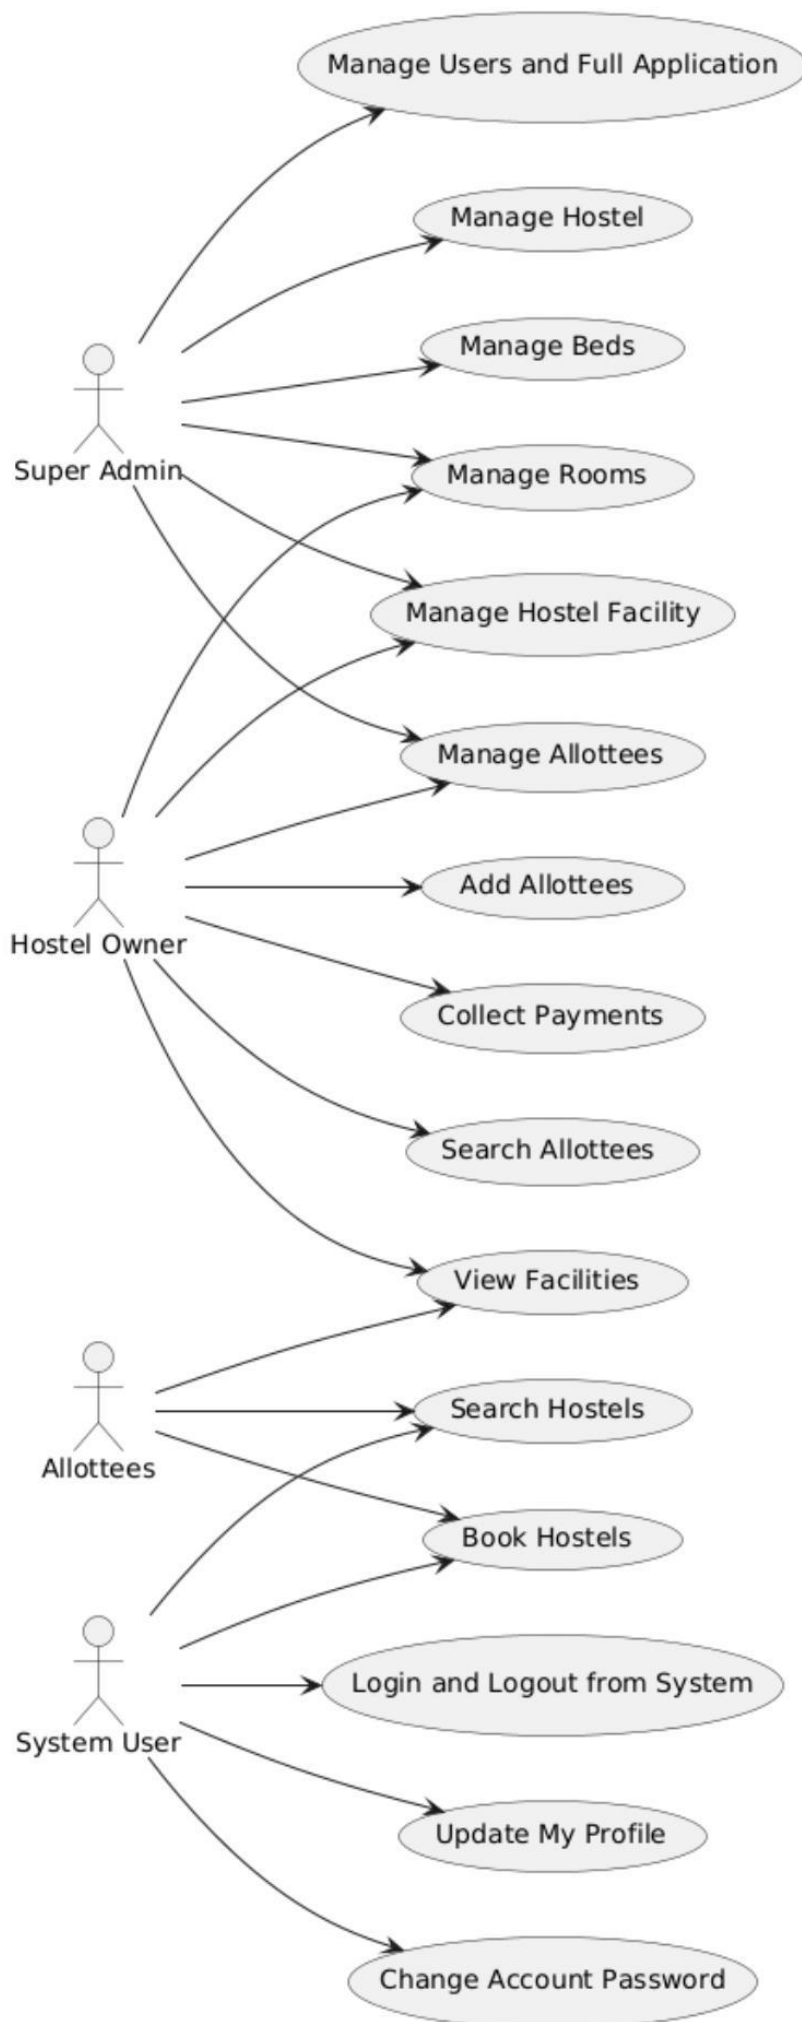 Manage Users and Full Application
Manage Hostel
Manage Beds
Super Admin
Manage Rooms
Manage Hostel Facility
Manage Allottees
Add Allottees
Hostel Owner
Collect Payments
Search Allottees
View Facilities
Search Hostels
Allottees
Book Hostels
Login and Logout from System
System User
Update My Profile
Change Account Password